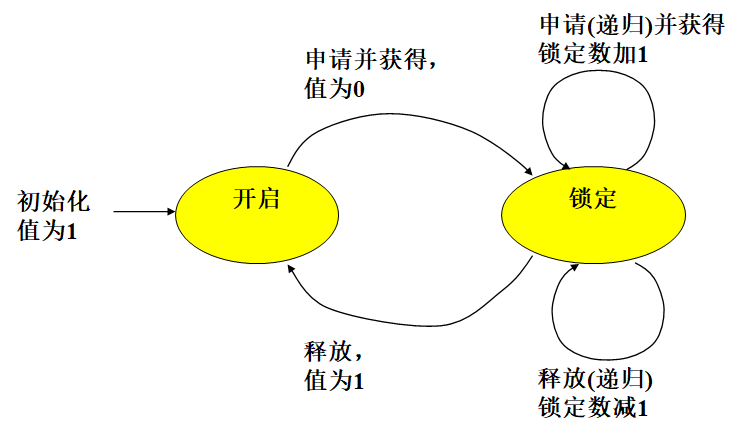 申请(递归)并获得
锁定数加1
申请并获得，
值为0
初始化
值为1
开启
锁定
释放，
值为1
释放(递归)
锁定数减1